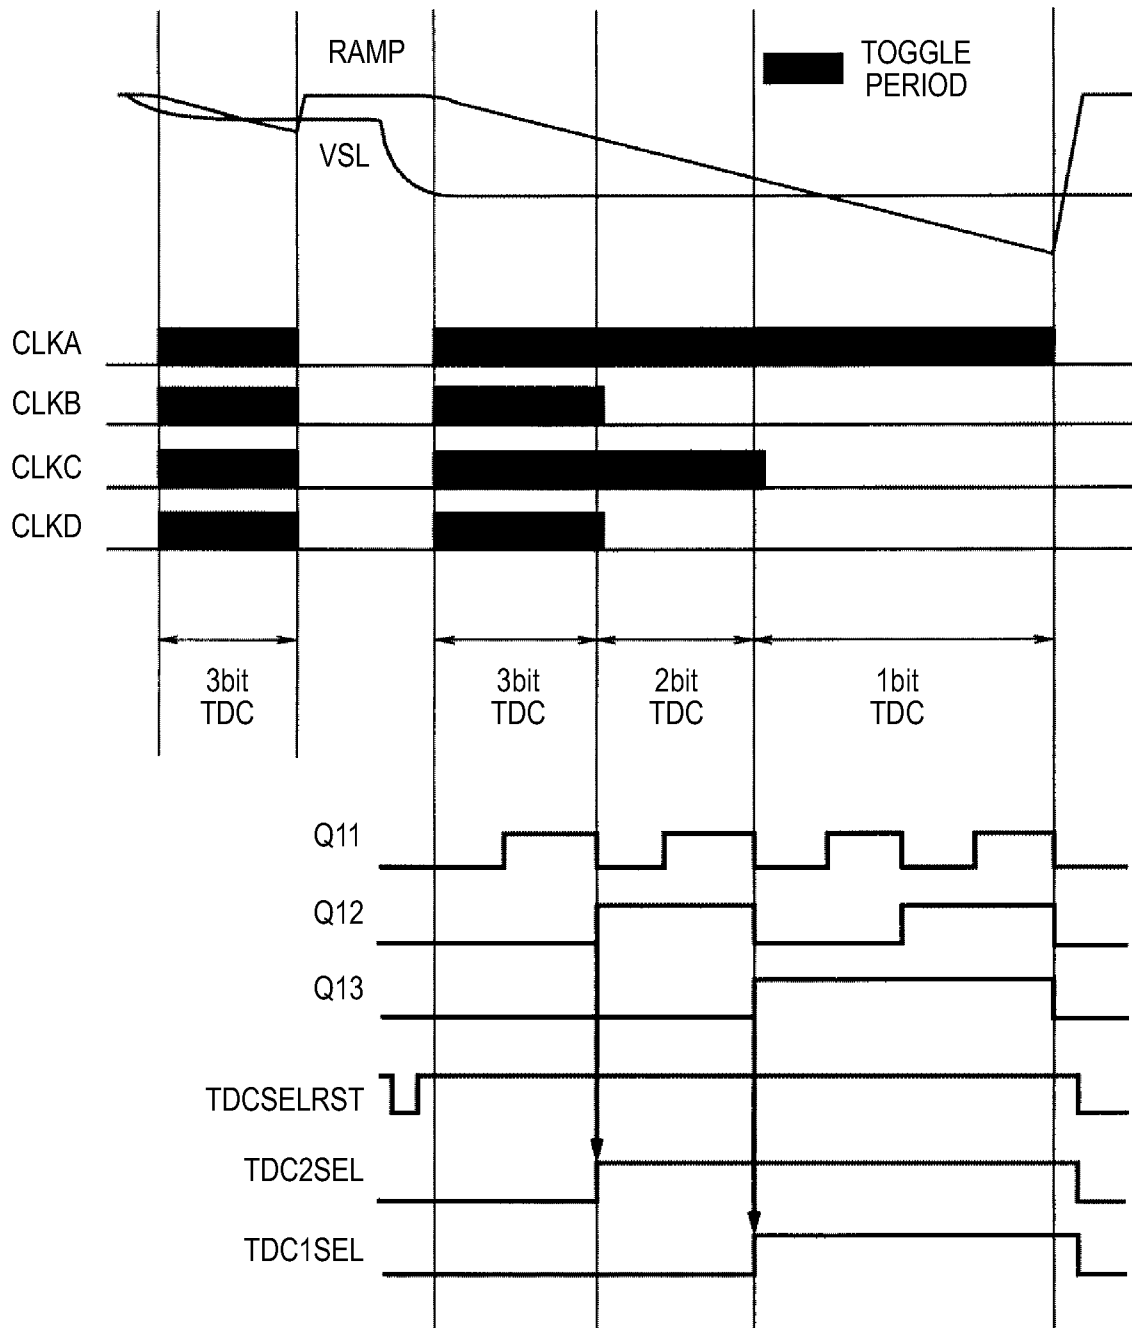 RAMP
TOGGLE
PERIOD
VSL
CLKA
CLKB
CLKC
CLKD
3bit
TDC
3bit
TDC
2bit
TDC
1bit
TDC
Q11
Q12
Q13
TDCSELRST
TDC2SEL
TDC1SEL